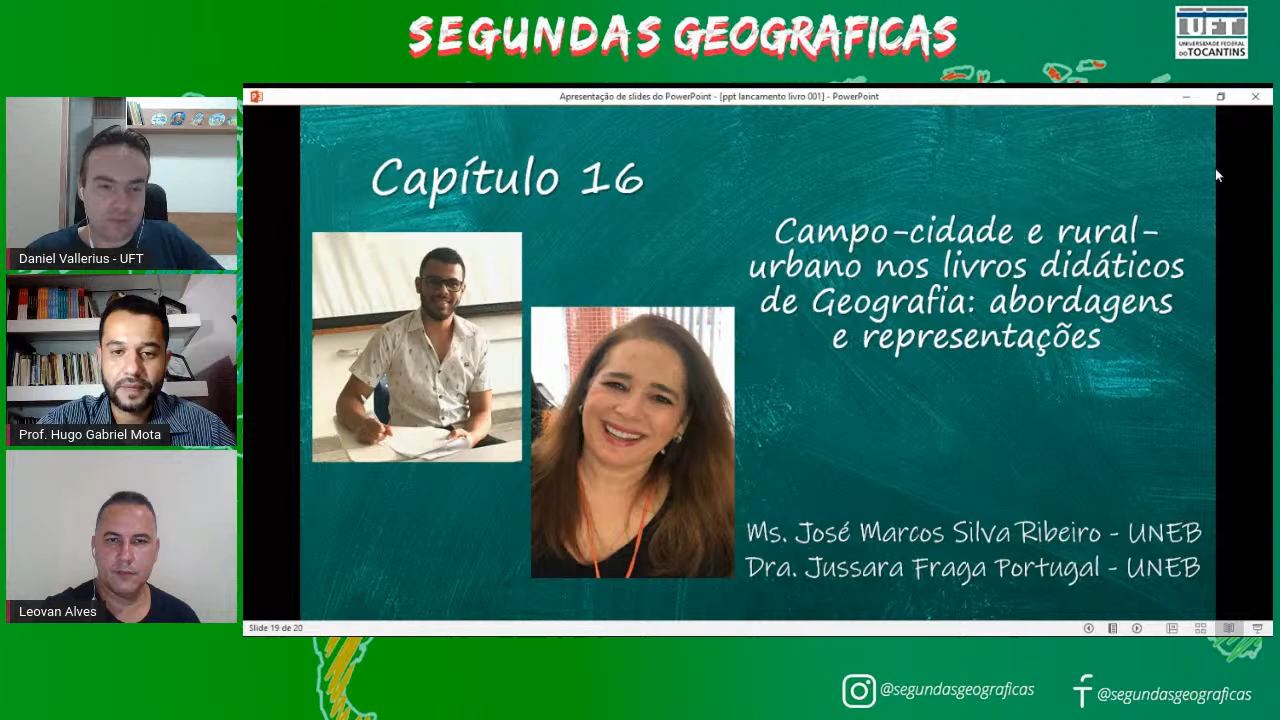 SEGUNDAS GEOGRAFICAS
UFT
UNIVERSIDADE FEDERAL
DO TOCANTINS
Apresentação de slides do PowerPoint - [ppt lancamento livro 001] - PowerPoint
Capítulo 16
Campo-cidade e rural-
urbano nos livros didáticos
de Geografia: abordagens
e representações
Ms. José Marcos Silva Ribeiro - UNEB
Dra. Jussara Fraga Portugal - UNEB
Daniel Vallerius - UFT
Prof. Hugo Gabriel Mota
Leovan Alves
Slide 19 de 20
@segundasgeograficas
@segundasgeograficas